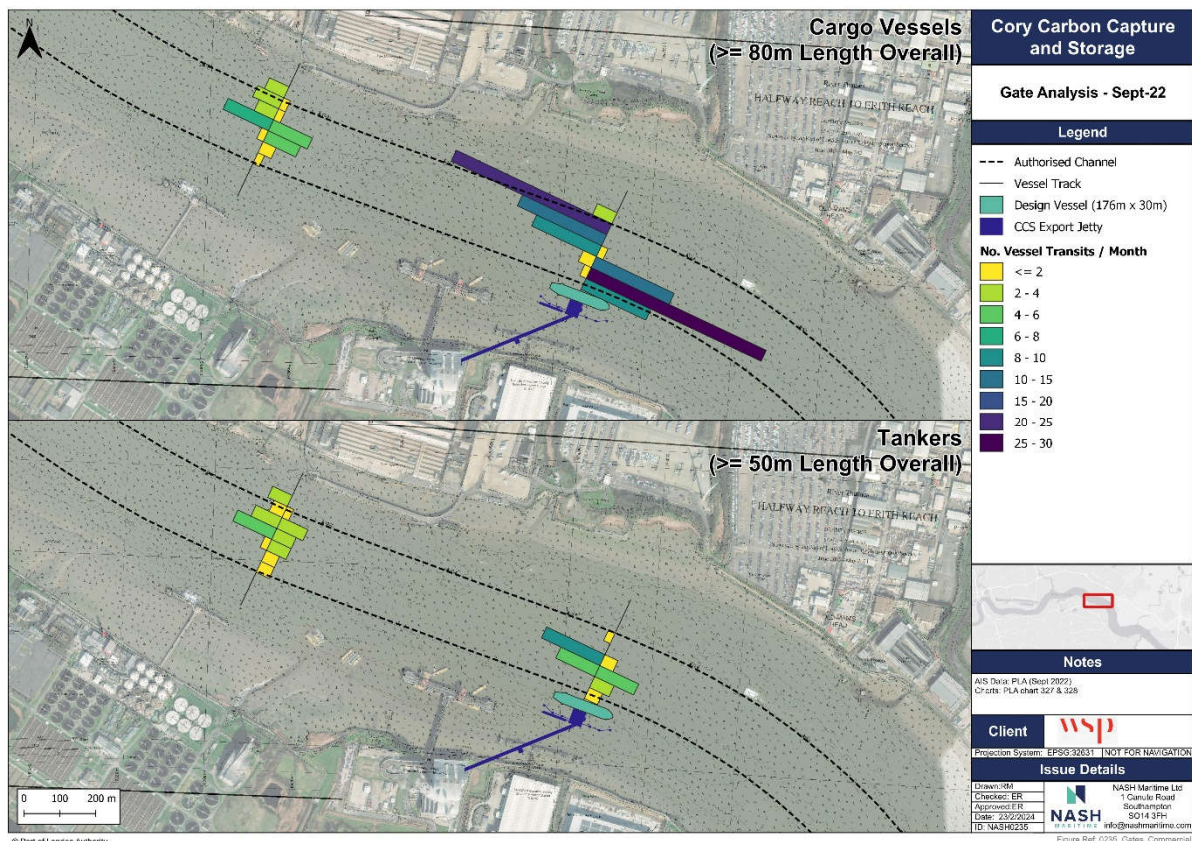 Cargo Vessels
(>= 80m Length Overall)
HALFWAY REACH TO ERITH REACH
Tankers
(>= 50m Length Overall)
HALFWAY REACH TO ERITH REACH
0 100 200 m
© Port of London Authority
Cory Carbon Capture
and Storage
Gate Analysis - Sept-22
Legend
Authorised Channel
Vessel Track
Design Vessel (176m x 30m)
CCS Export Jetty
No. Vessel Transits / Month
<= 2
2 - 4
4 - 6
6 - 8
8 - 10
10 - 15
15 - 20
20 - 25
25 - 30
Notes
AIS Data: PLA (Sept 2022)
Charts: PLA chart 327 & 328
Client
wsp
Projection System: EPSG:32631 NOT FOR NAVIGATION
Issue Details
Drawn:RM
Checked: ER
Approved:ER
Date: 23/2/2024
ID: NASH0235
NASH
MARITIME
NASH Maritime Ltd
1 Canute Road
Southampton
SO14 3FH
info@nashmaritime.com
Figure Ref: 0235_Gates_Commercial